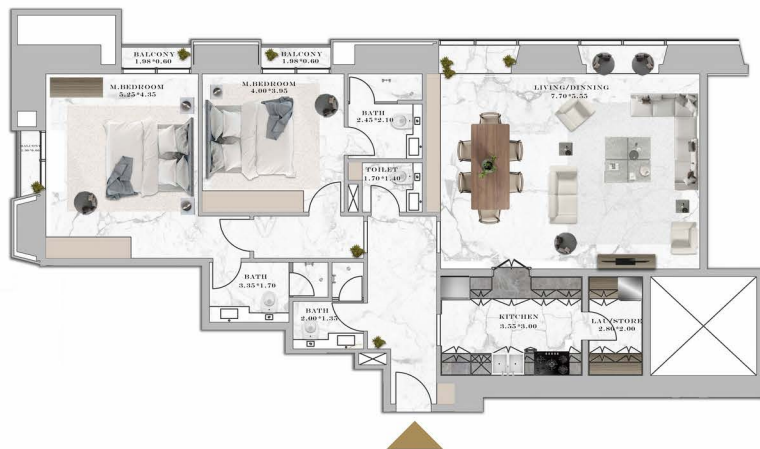 BALCONY
1.98*0.60
BALCONY
1.98*0.60
M.BEDROOM
5.25*4.35
M.BEDROOM
4.00*3.95
LIVING/DINNING
7.70*5.55
BATH
2.45*2.10
BALCONY
TOILET
1.70*1.40
BATH
3.35*1.70
BATH
2.00*1.35
KITCHEN
3.55*3.00
LAU/STORE
2.80*2.00